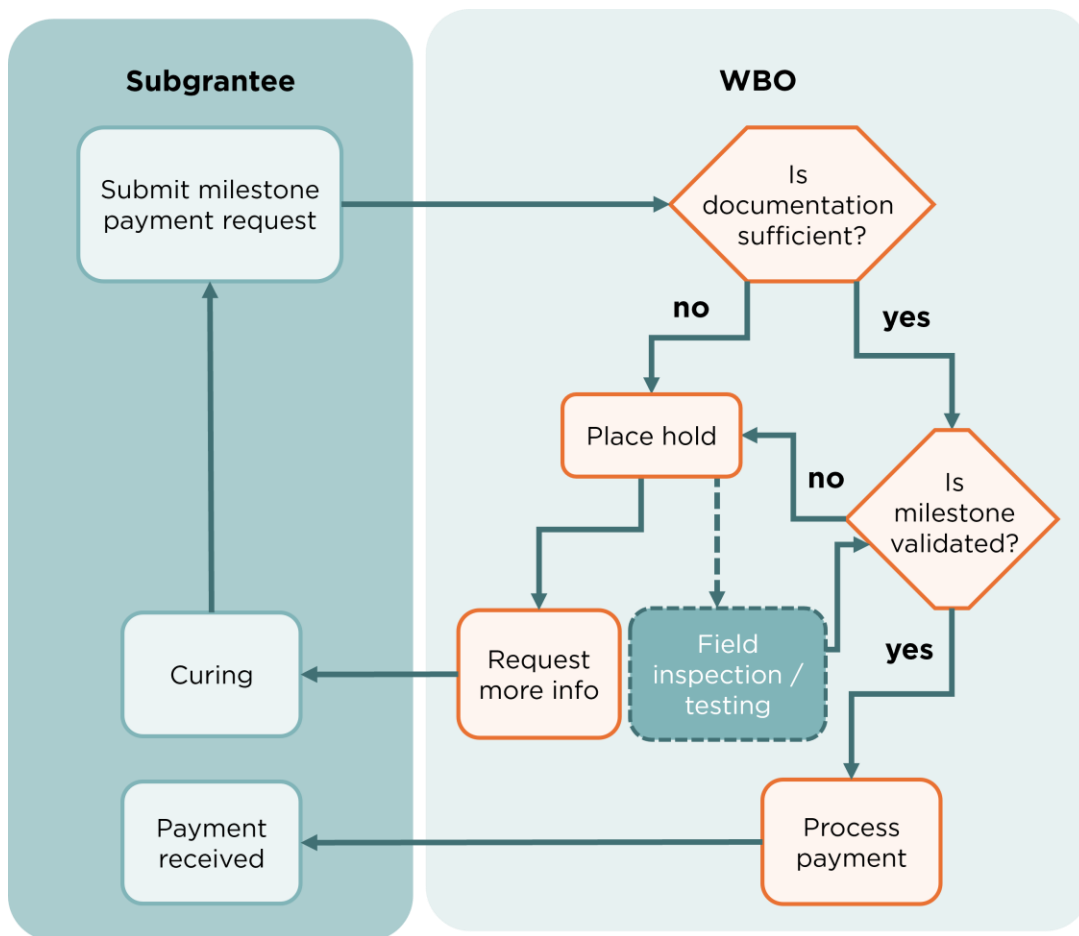 Subgrantee
WBO
Submit milestone
payment request
Is
documentation
sufficient?
no
yes
Place hold
no
Is
milestone
validated?
Curing
Request
more info
Field
inspection /
testing
yes
Payment
received
Process
payment